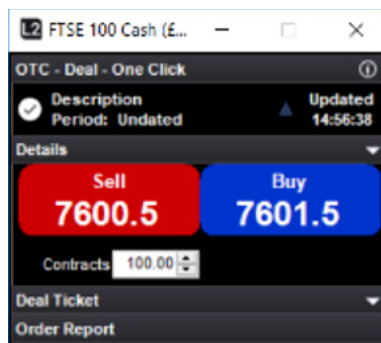 L2 FTSE 100 Cash (£...
OTC - Deal - One Click
Description Updated
Period: Undated 14:56:38
Details
Sell Buy
7600.5 7601.5
Contracts 100.00
Deal Ticket
Order Report